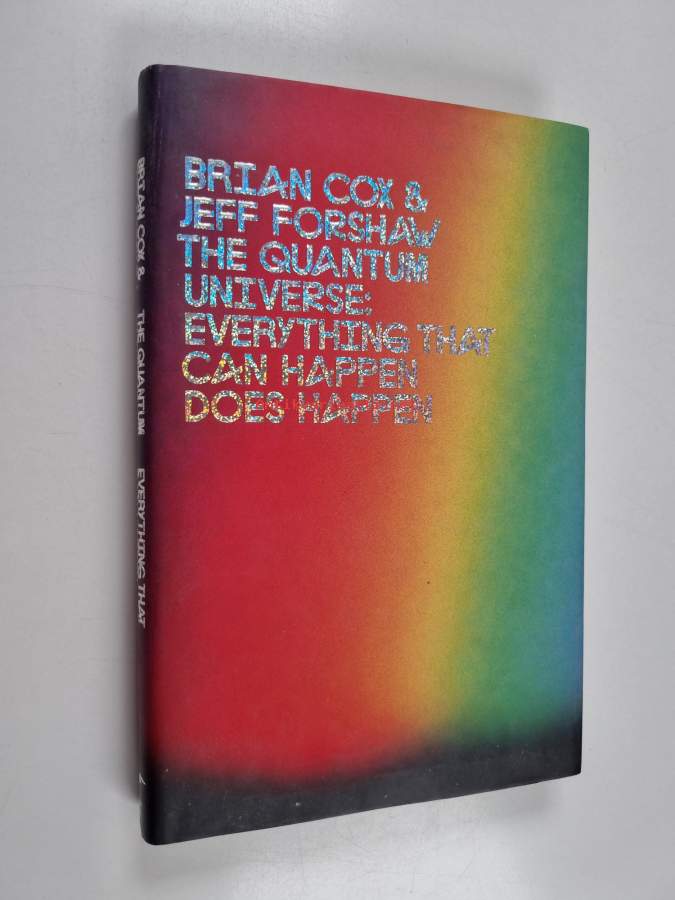 BRIAN COX &
JEFF FORSHAW
THE QUANTUM
UNIVERSE:
EVERYTHING THAT
CAN HAPPEN
DOES HAPPEN
BRIAN COX & THE QUANTUM EVERYTHING THAT